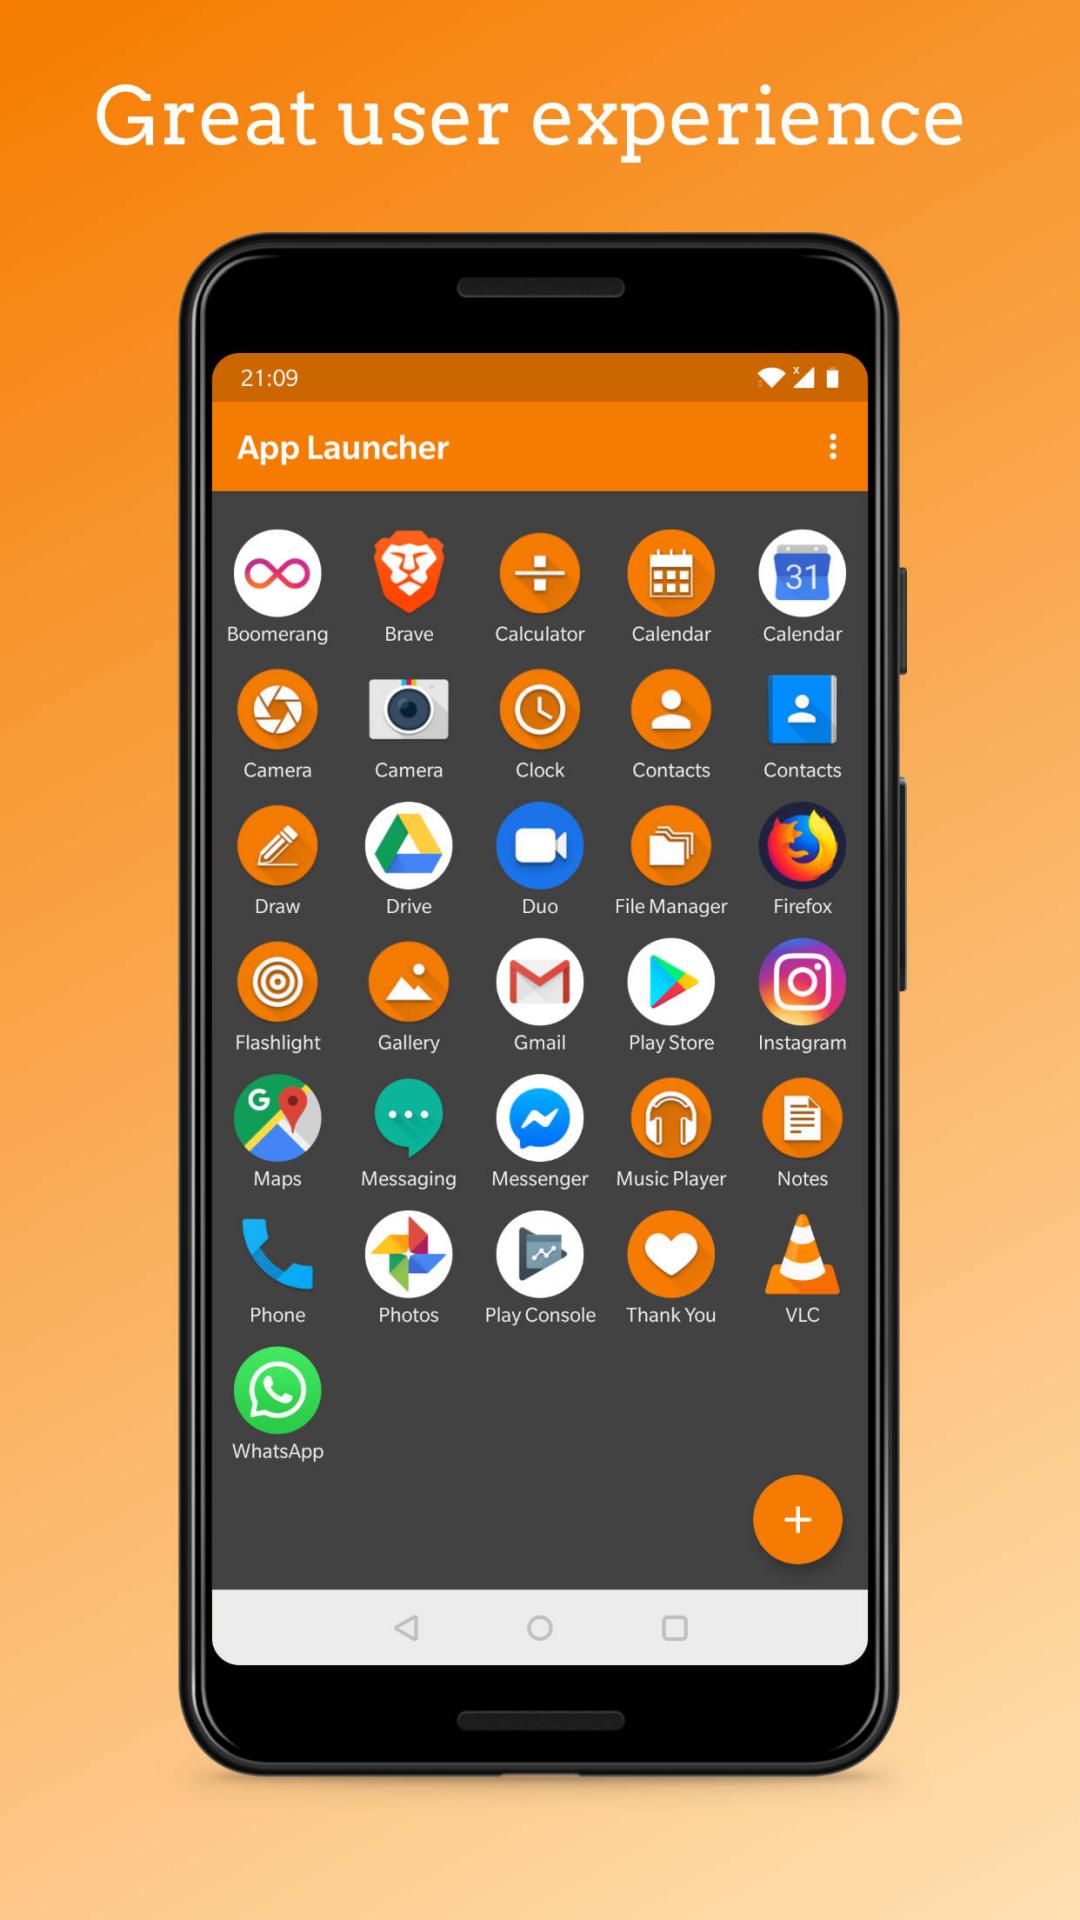 Great user experience
21:09
x
App Launcher
31
Boomerang Brave Calculator Calendar Calendar
Camera Camera Clock Contacts Contacts
Draw Drive Duo File Manager Firefox
Flashlight Gallery Gmail Play Store Instagram
G
Maps Messaging Messenger Music Player Notes
Phone Photos Play Console Thank You VLC
WhatsApp